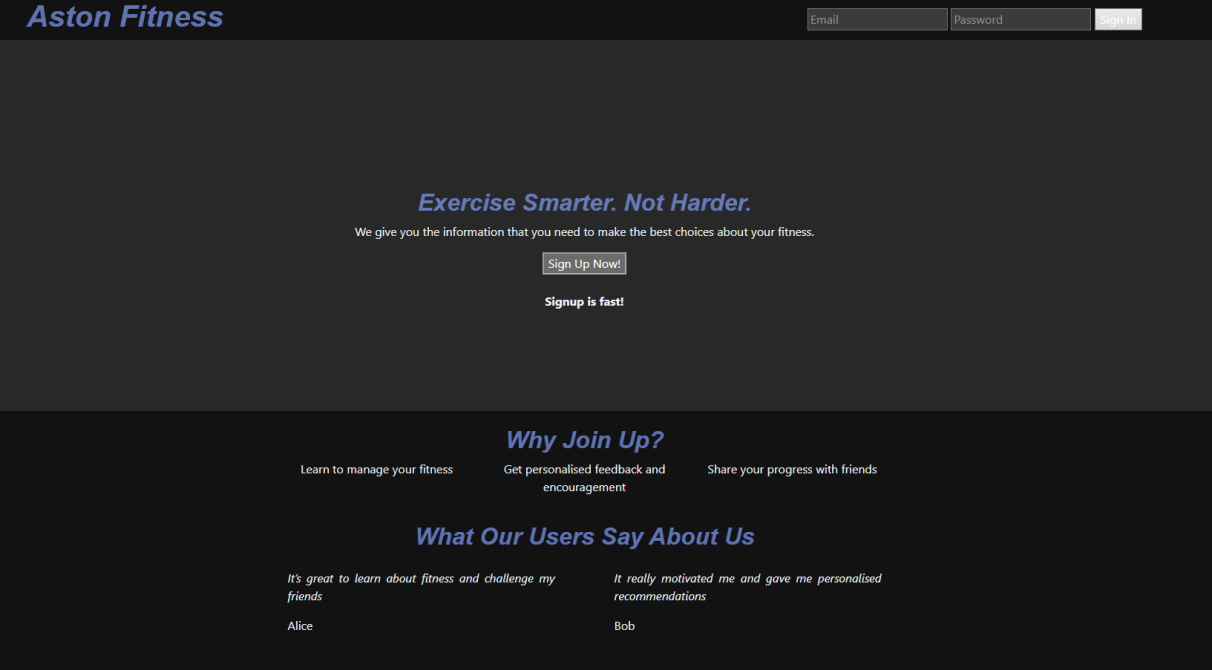 Aston Fitness
Email Password Sign In
Exercise Smarter. Not Harder.
We give you the information that you need to make the best choices about your fitness.
Sign Up Now!
Signup is fast!
Why Join Up?
Learn to manage your fitness
Get personalised feedback and
encouragement
Share your progress with friends
What Our Users Say About Us
It's great to learn about fitness and challenge my
friends
Alice
It really motivated me and gave me personalised
recommendations
Bob